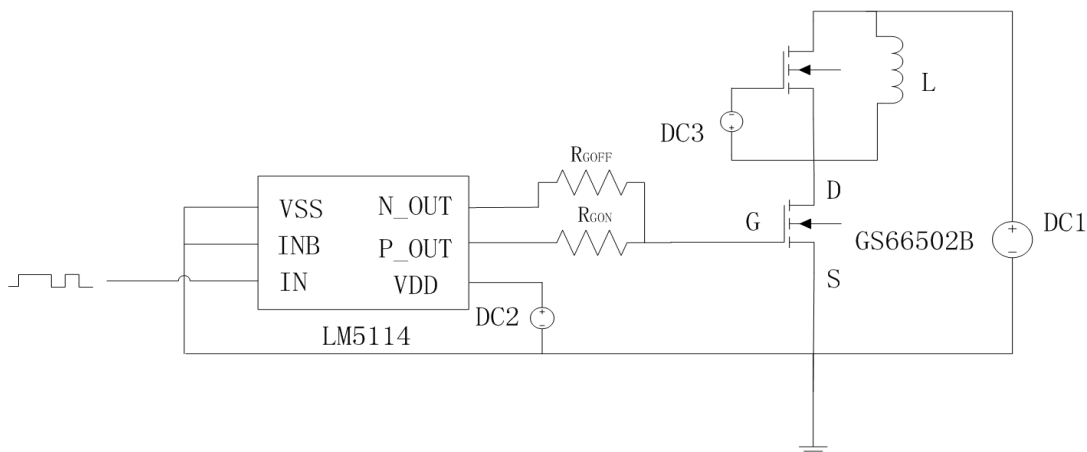 L
DC3
RGOFF
D
VSS
N_OUT
RGON
G
DC1
INB
P_OUT
GS66502B
IN
VDD
S
DC2
LM5114